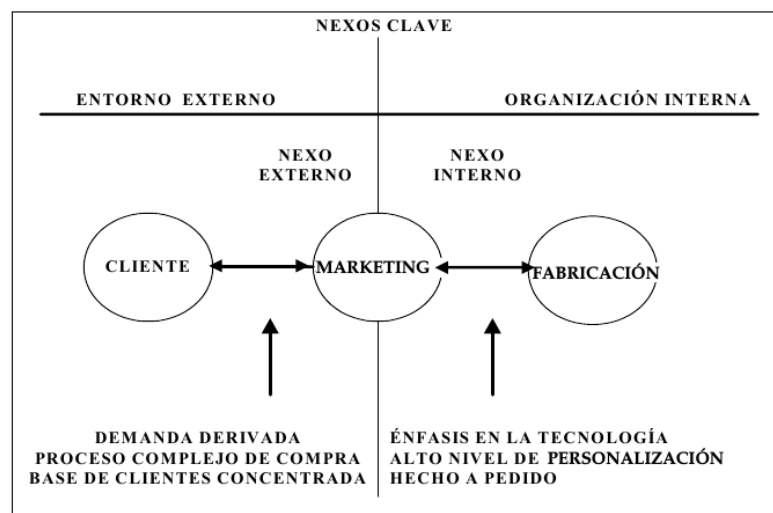 NEXOS CLAVE
ENTORNO EXTERNO
ORGANIZACIÓN INTERNA
NEXO
EXTERNO
NEXO
INTERNO
CLIENTE
MARKETING
FABRICACIÓN
DEMANDA DERIVADA
PROCESO COMPLEJO DE COMPRA
BASE DE CLIENTES CONCENTRADA
ÉNFASIS EN LA TECNOLOGÍA
ALTO NIVEL DE PERSONALIZACIÓN
HECHO A PEDIDO